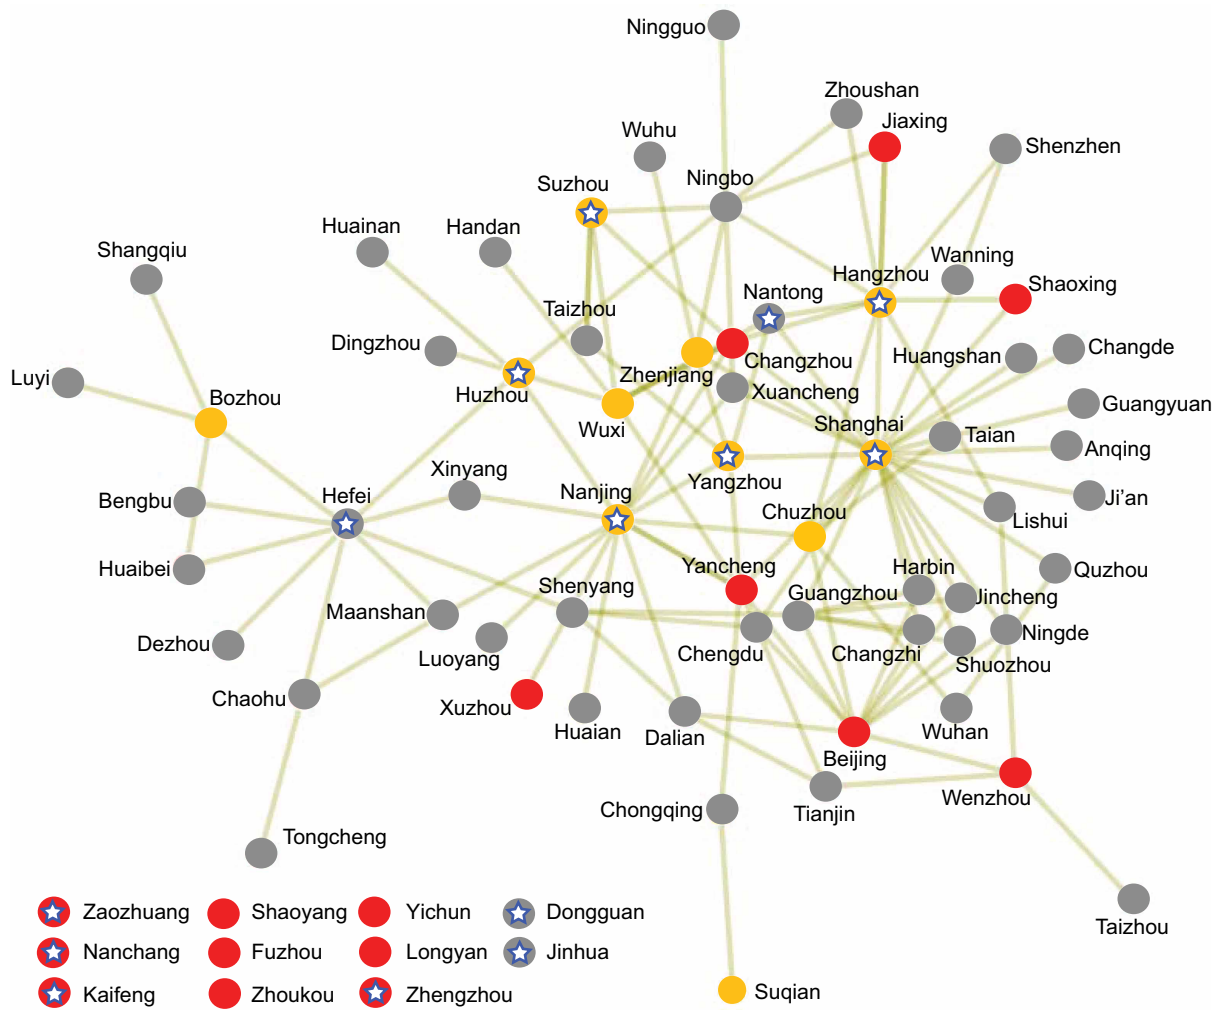 Ningguo
Zhoushan
Jiaxing
Wuhu
Shenzhen
Suzhou
Ningbo
Huainan
Handan
Shangqiu
Wanning
Hangzhou
Shaoxing
Nantong
Taizhou
Dingzhou
Changzhou
Huangshan
Changde
Luyi
Zhenjiang
Huzhou
Xuancheng
Bozhou
Guangyuan
Wuxi
Shanghai
Taian
Anqing
Xinyang
Yangzhou
Bengbu
Hefei
Nanjing
Ji'an
Chuzhou
Lishui
Huaibei
Yancheng
Harbin
Quzhou
Shenyang
Guangzhou
Jincheng
Maanshan
Ningde
Dezhou
Luoyang
Chengdu
Changzhi
Shuozhou
Chaohu
Xuzhou
Huaian
Dalian
Wuhan
Beijing
Wenzhou
Chongqing
Tianjin
Tongcheng
Taizhou
Zaozhuang Shaoyang Yichun Dongguan
Nanchang Fuzhou Longyan Jinhua
Kaifeng Zhoukou Zhengzhou
Suqian